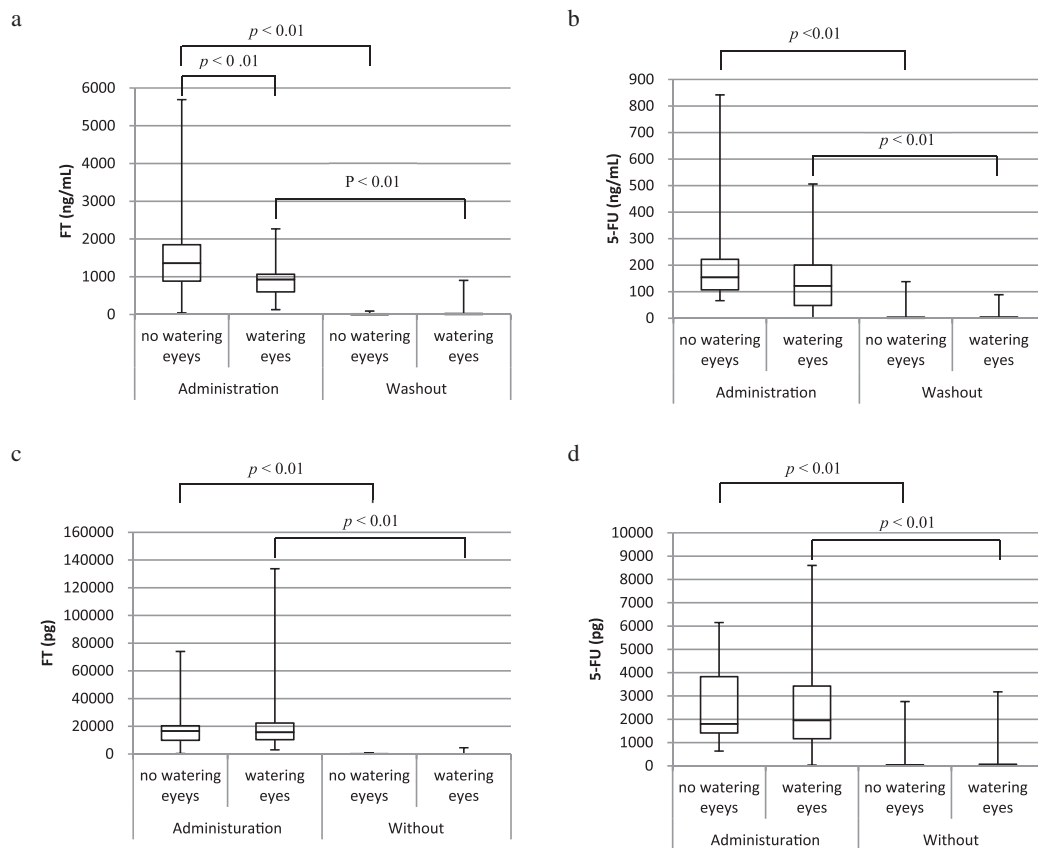 a
p < 0.01
p < 0 .01
P < 0.01
FT (ng/mL)
6000
5000
4000
3000
2000
1000
0
no watering eyeys
watering eyes
no watering eyeys
watering eyes
Administration
Washout
b
p <0.01
p < 0.01
5-FU (ng/mL)
900
800
700
600
500
400
300
200
100
0
no watering eyeys
watering eyes
no watering eyeys
watering eyes
Administration
Washout
c
p < 0.01
p < 0.01
FT (pg)
160000
140000
120000
100000
80000
60000
40000
20000
0
no watering eyeys
watering eyes
no watering eyeys
watering eyes
Administuration
Without
d
p < 0.01
p < 0.01
5-FU (pg)
10000
9000
8000
7000
6000
5000
4000
3000
2000
1000
0
no watering eyeys
watering eyes
no watering eyeys
watering eyes
Administuration
Without